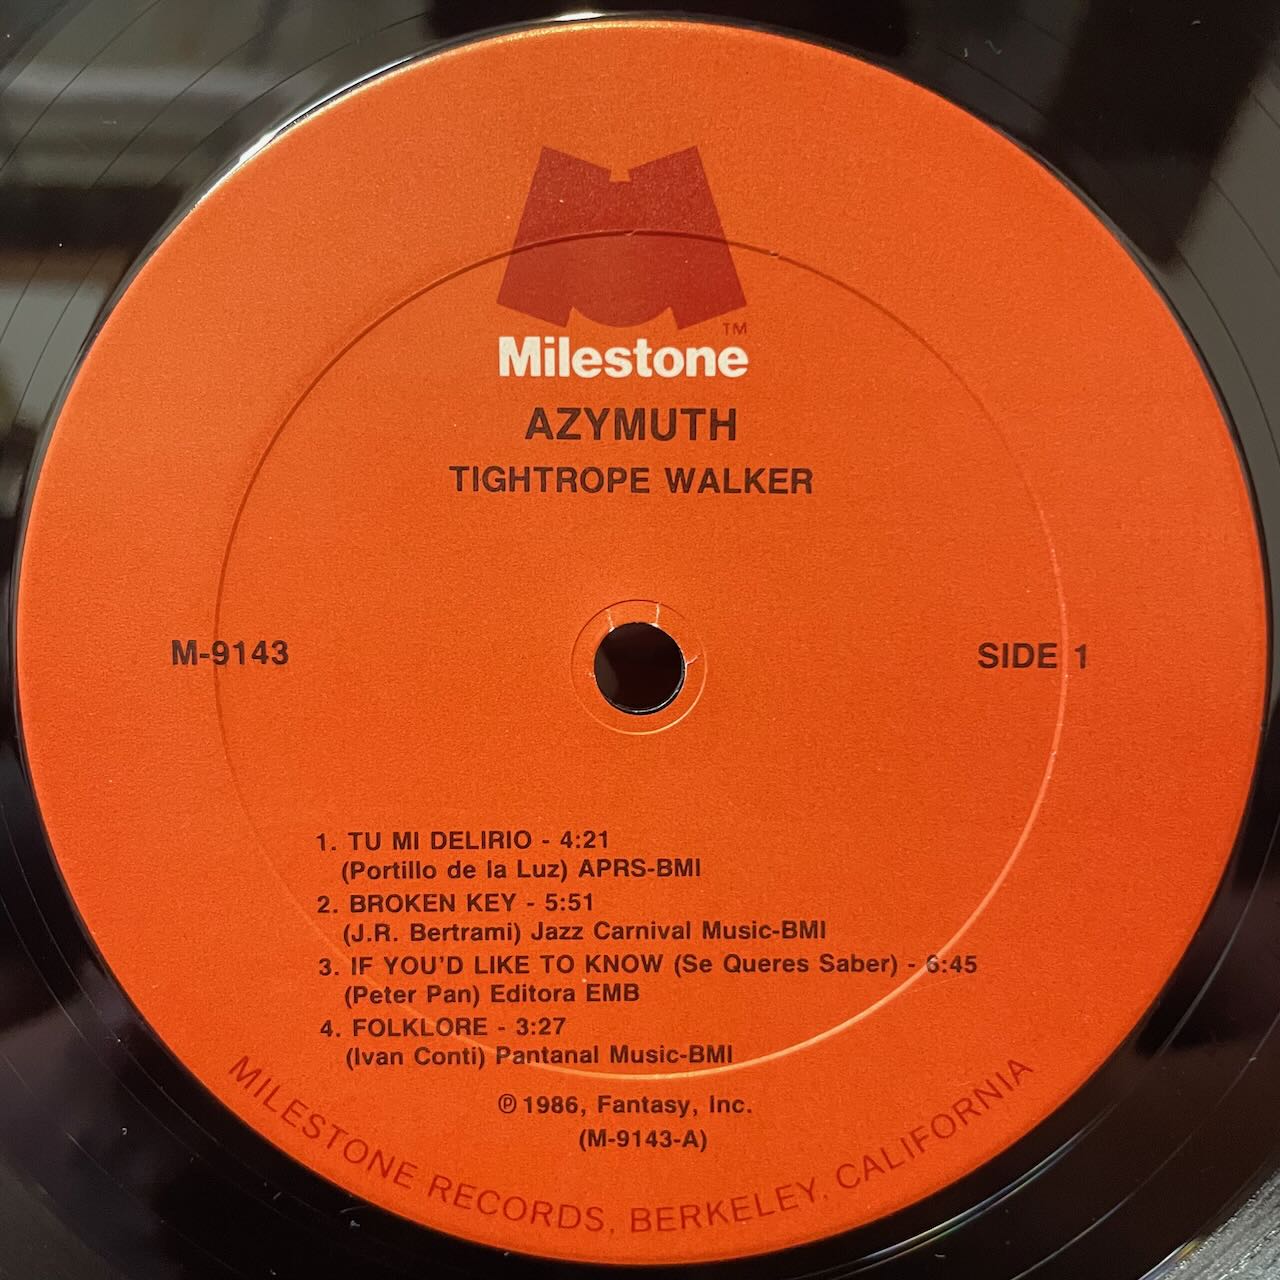 TM
Milestone
AZYMUTH
TIGHTROPE WALKER
M-9143
SIDE 1
1. TU MI DELIRIO - 4:21
(Portillo de la Luz) APRS-BMI
2. BROKEN KEY - 5:51
(J.R. Bertrami) Jazz Carnival Music-BMI
3. IF YOU'D LIKE TO KNOW (Se Queres Saber) - 6:45
(Peter Pan) Editora EMB
4. FOLKLORE - 3:27
(Ivan Conti) Pantanal Music-BMI
℗ 1986, Fantasy, Inc.
(M-9143-A)
MILESTONE RECORDS, BERKELEY, CALIFORNIA